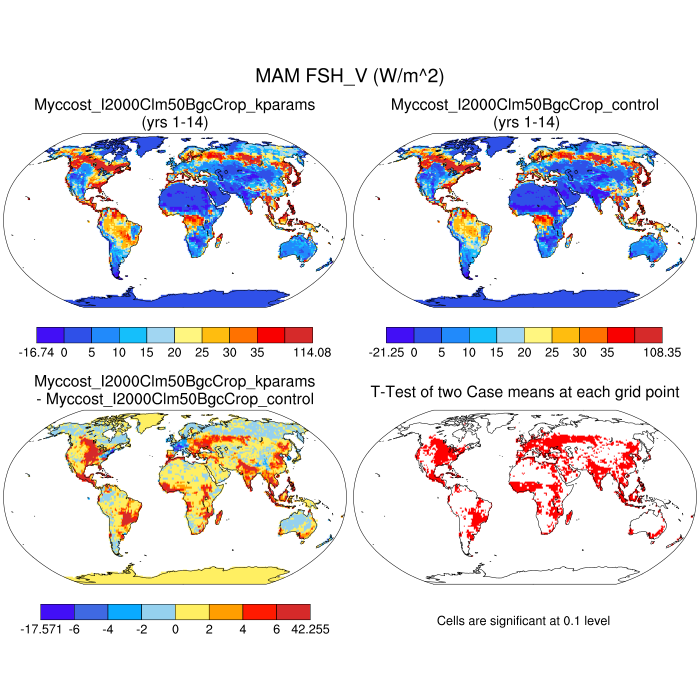 MAM FSH_V (W/m^2)
Myccost_I2000Clm50BgcCrop_kparams
(yrs 1-14)
Myccost_I2000Clm50BgcCrop_control
(yrs 1-14)
-16.74 0 5 10 15 20 25 30 35 114.08
-21.25 0 5 10 15 20 25 30 35 108.35
Myccost_I2000Clm50BgcCrop_kparams
- Myccost_I2000Clm50BgcCrop_control
T-Test of two Case means at each grid point
-17.571 -6 -4 -2 0 2 4 6 42.255
Cells are significant at 0.1 level